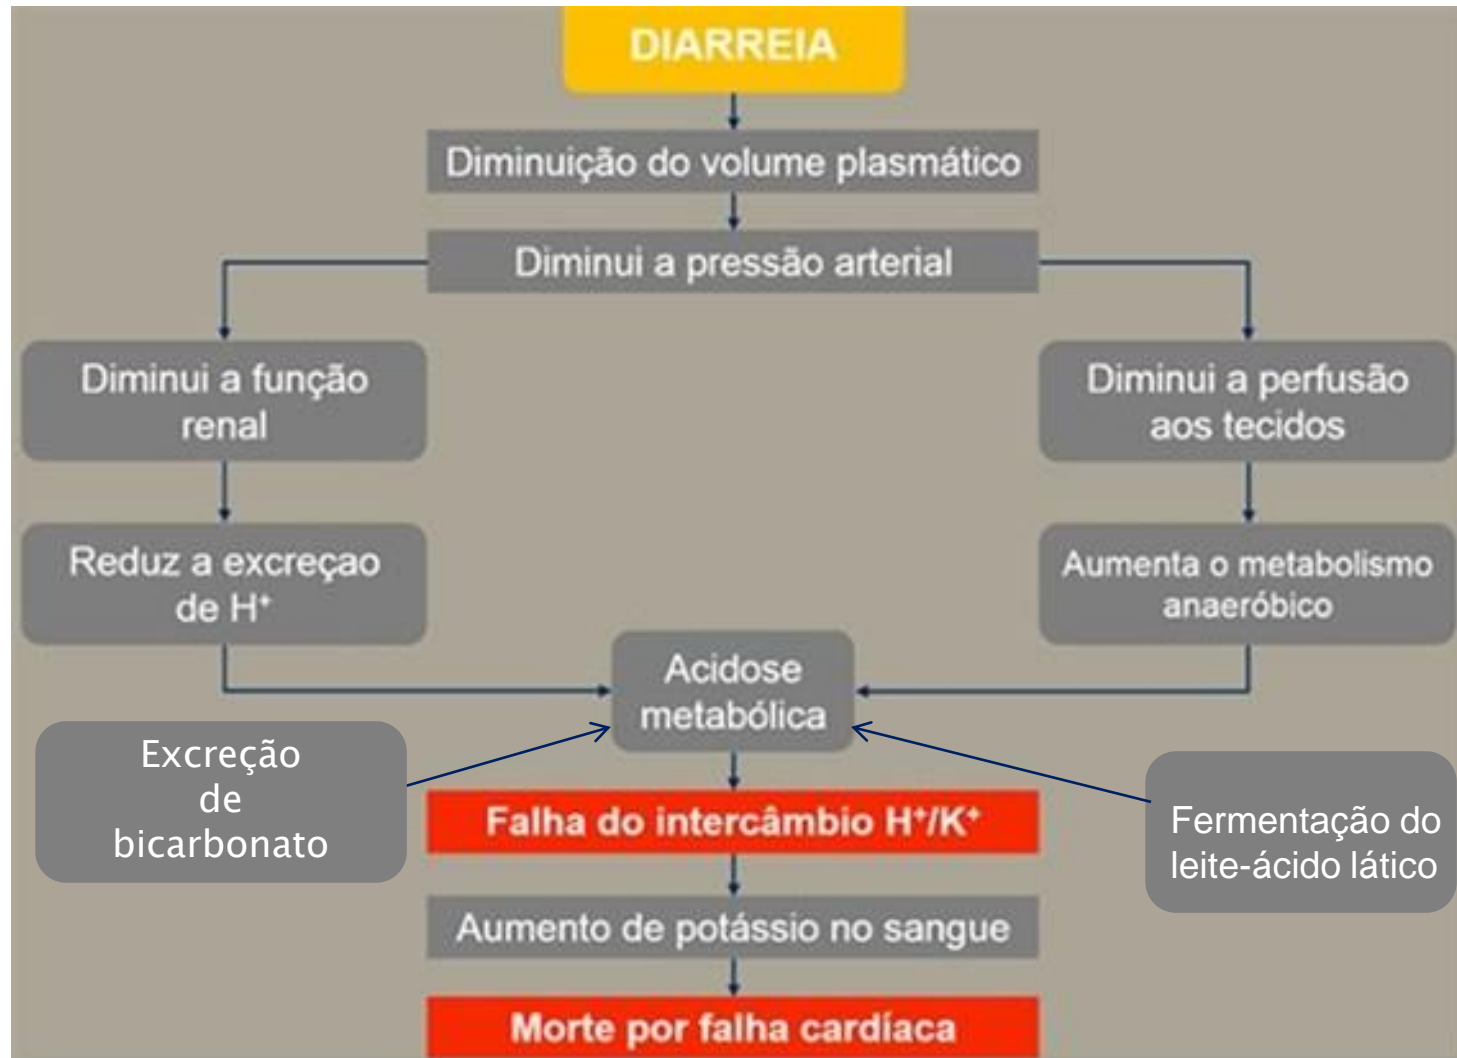 DIARREIA
Diminuição do volume plasmático
Diminui a pressão arterial
Diminui a função
renal
Diminui a perfusão
aos tecidos
Reduz a excreçao
de H⁺
Aumenta o metabolismo
anaeróbico
Acidose
metabólica
Excreção
de
bicarbonato
Fermentação do
leite-ácido lático
Falha do intercâmbio H⁺/K⁺
Aumento de potássio no sangue
Morte por falha cardíaca